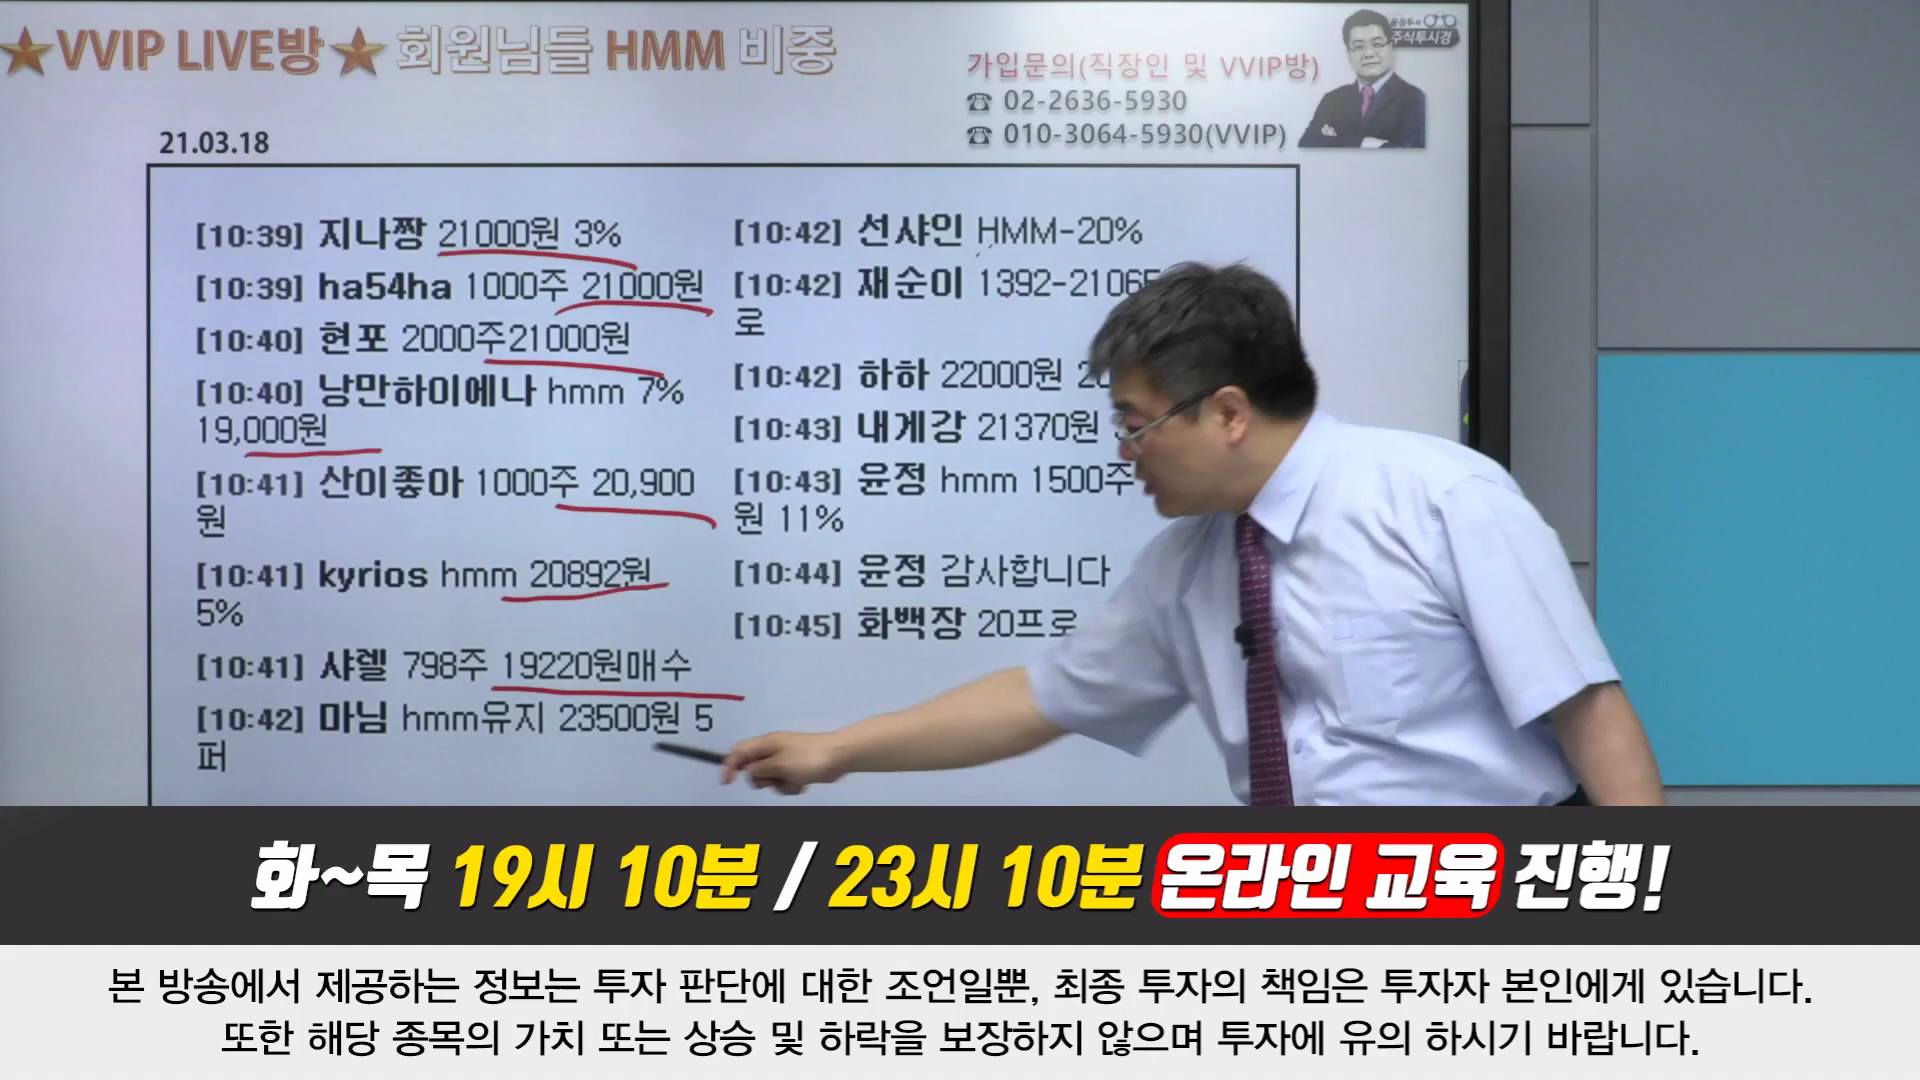 ★VVIP LIVE방★ 회원님들 HMM 비중
윤정두의
주식투시경
가입문의(직장인 및 VVIP방)
☎ 02-2636-5930
☎ 010-3064-5930(VVIP)
21.03.18
[10:39] 지나짱 21000원 3%
[10:39] ha54ha 1000주 21000원
[10:40] 현포 2000주21000원
[10:40] 낭만하이에나 hmm 7%
19,000원
[10:41] 산이좋아 1000주 20,900
원
[10:41] kyrios hmm 20892원
5%
[10:41] 샤렐 798주 19220원매수
[10:42] 마님 hmm유지 23500원 5
퍼
[10:42] 선샤인 HMM-20%
[10:42] 재순이 1392-2106
로
[10:42] 하하 22000원
[10:43] 내게강 21370원
[10:43] 윤정 hmm 1500주
원 11%
[10:44] 윤정 감사합니다
[10:45] 화백장 20프로
화~목 19시 10분 / 23시 10분 온라인 교육 진행!
본 방송에서 제공하는 정보는 투자 판단에 대한 조언일뿐, 최종 투자의 책임은 투자자 본인에게 있습니다.
또한 해당 종목의 가치 또는 상승 및 하락을 보장하지 않으며 투자에 유의 하시기 바랍니다.